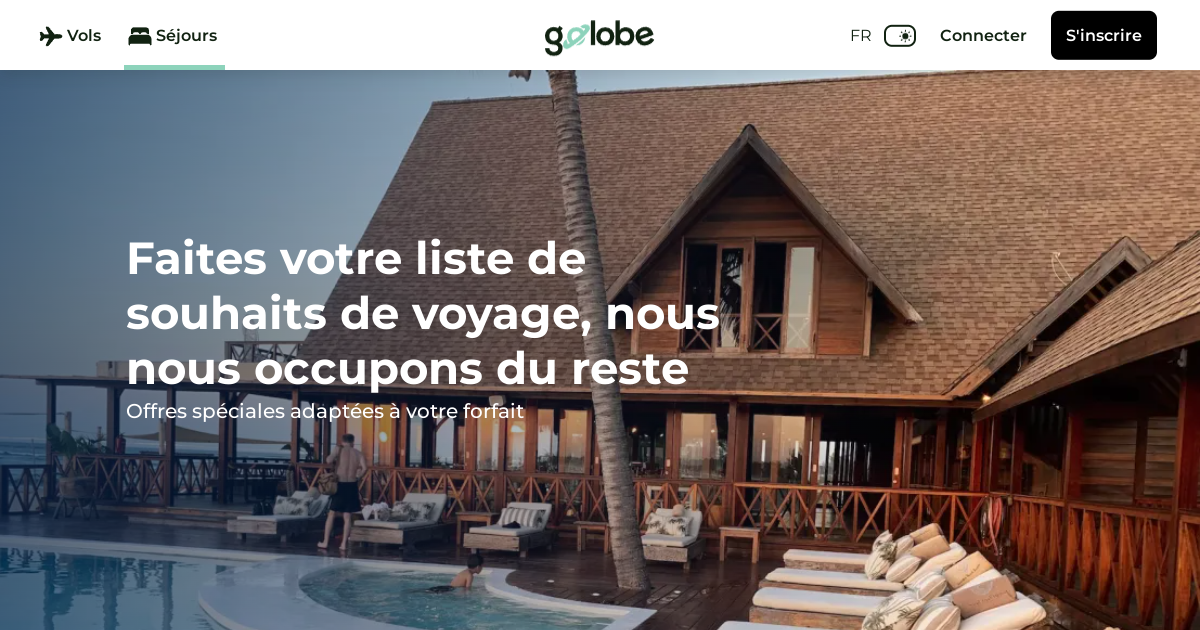 Vols
Séjours
golobe
FR
Connecter
S'inscrire
Faites votre liste de
souhaits de voyage, nous
nous occupons du reste
Offres spéciales adaptées à votre forfait